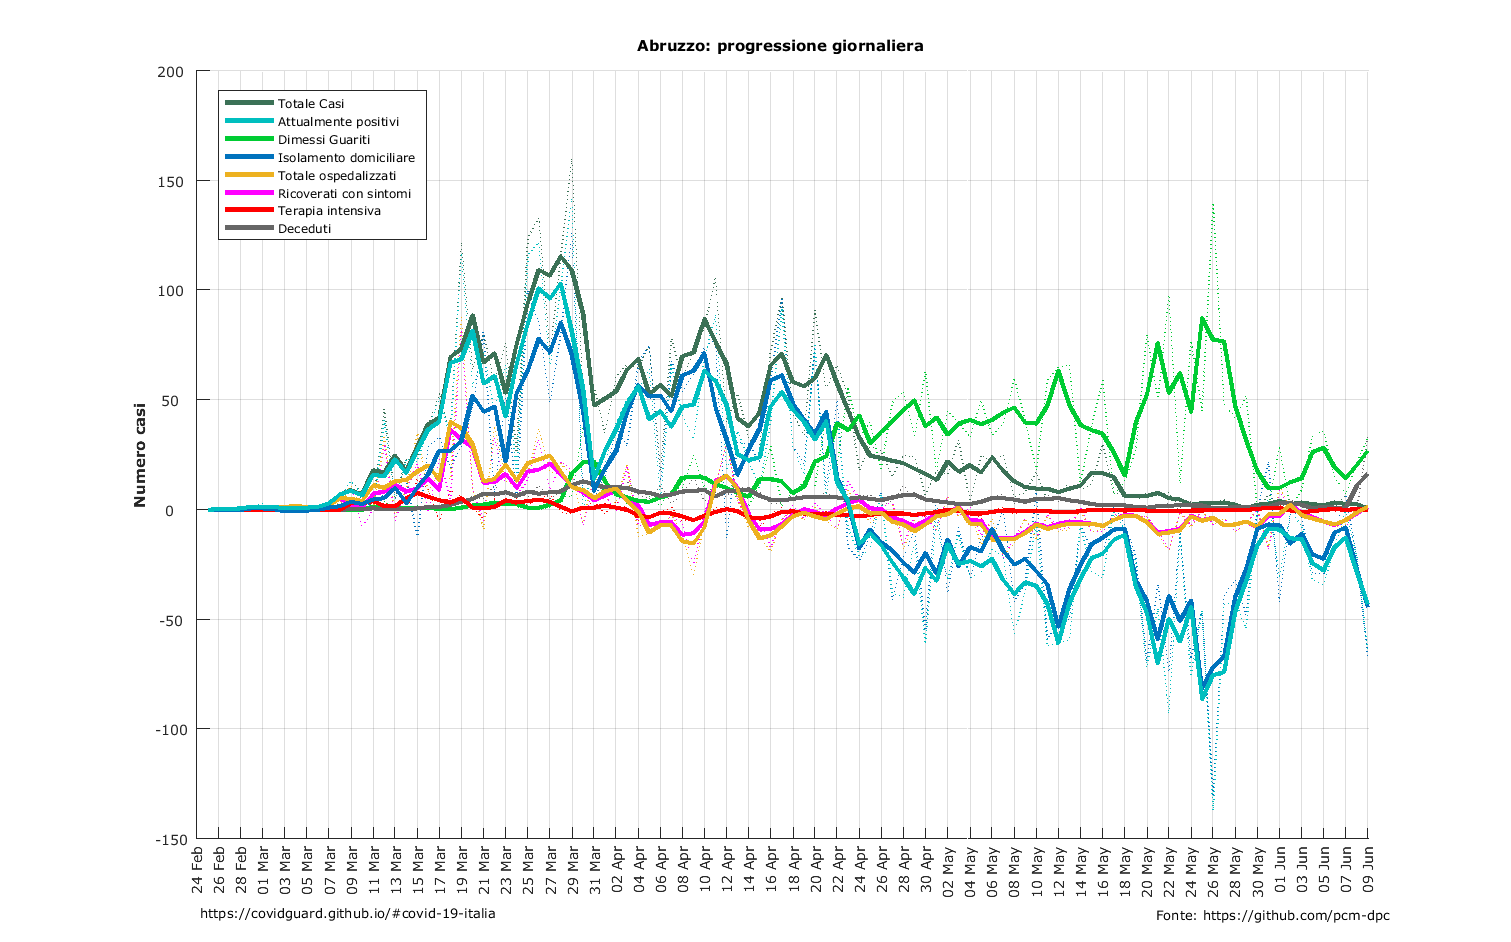 Abruzzo: progressione giornaliera
Numero casi
200
150
100
50
0
-50
-100
-150
Totale Casi
Attualmente positivi
Dimessi Guariti
Isolamento domiciliare
Totale ospedalizzati
Ricoverati con sintomi
Terapia intensiva
Deceduti
24 Feb
26 Feb
28 Feb
01 Mar
03 Mar
05 Mar
07 Mar
09 Mar
11 Mar
13 Mar
15 Mar
17 Mar
19 Mar
21 Mar
23 Mar
25 Mar
27 Mar
29 Mar
31 Mar
02 Apr
04 Apr
06 Apr
08 Apr
10 Apr
12 Apr
14 Apr
16 Apr
18 Apr
20 Apr
22 Apr
24 Apr
26 Apr
28 Apr
30 Apr
02 May
04 May
06 May
08 May
10 May
12 May
14 May
16 May
18 May
20 May
22 May
24 May
26 May
28 May
30 May
01 Jun
03 Jun
05 Jun
07 Jun
09 Jun
https://covidguard.github.io/#covid-19-italia
Fonte: https://github.com/pcm-dpc